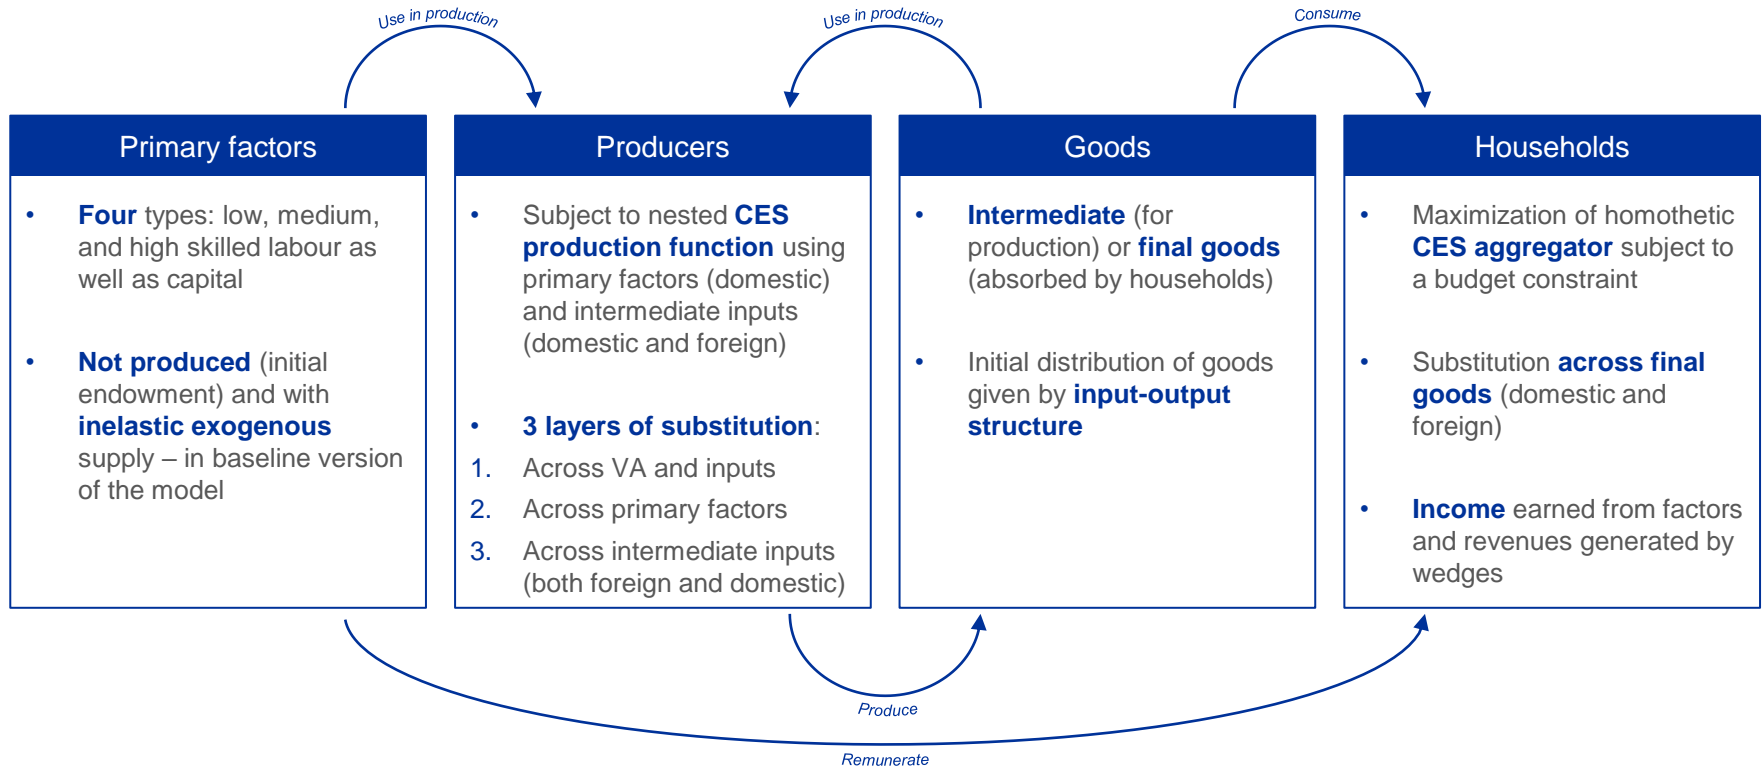 Use in production
Use in production
Consume
Primary factors
• Four types: low, medium,
and high skilled labour as
well as capital
• Not produced (initial
endowment) and with
inelastic exogenous
supply – in baseline version
of the model
Producers
• Subject to nested CES
production function using
primary factors (domestic)
and intermediate inputs
(domestic and foreign)
• 3 layers of substitution:
1. Across VA and inputs
2. Across primary factors
3. Across intermediate inputs
(both foreign and domestic)
Goods
• Intermediate (for
production) or final goods
(absorbed by households)
• Initial distribution of goods
given by input-output
structure
Households
• Maximization of homothetic
CES aggregator subject to
a budget constraint
• Substitution across final
goods (domestic and
foreign)
• Income earned from factors
and revenues generated by
wedges
Produce
Remunerate